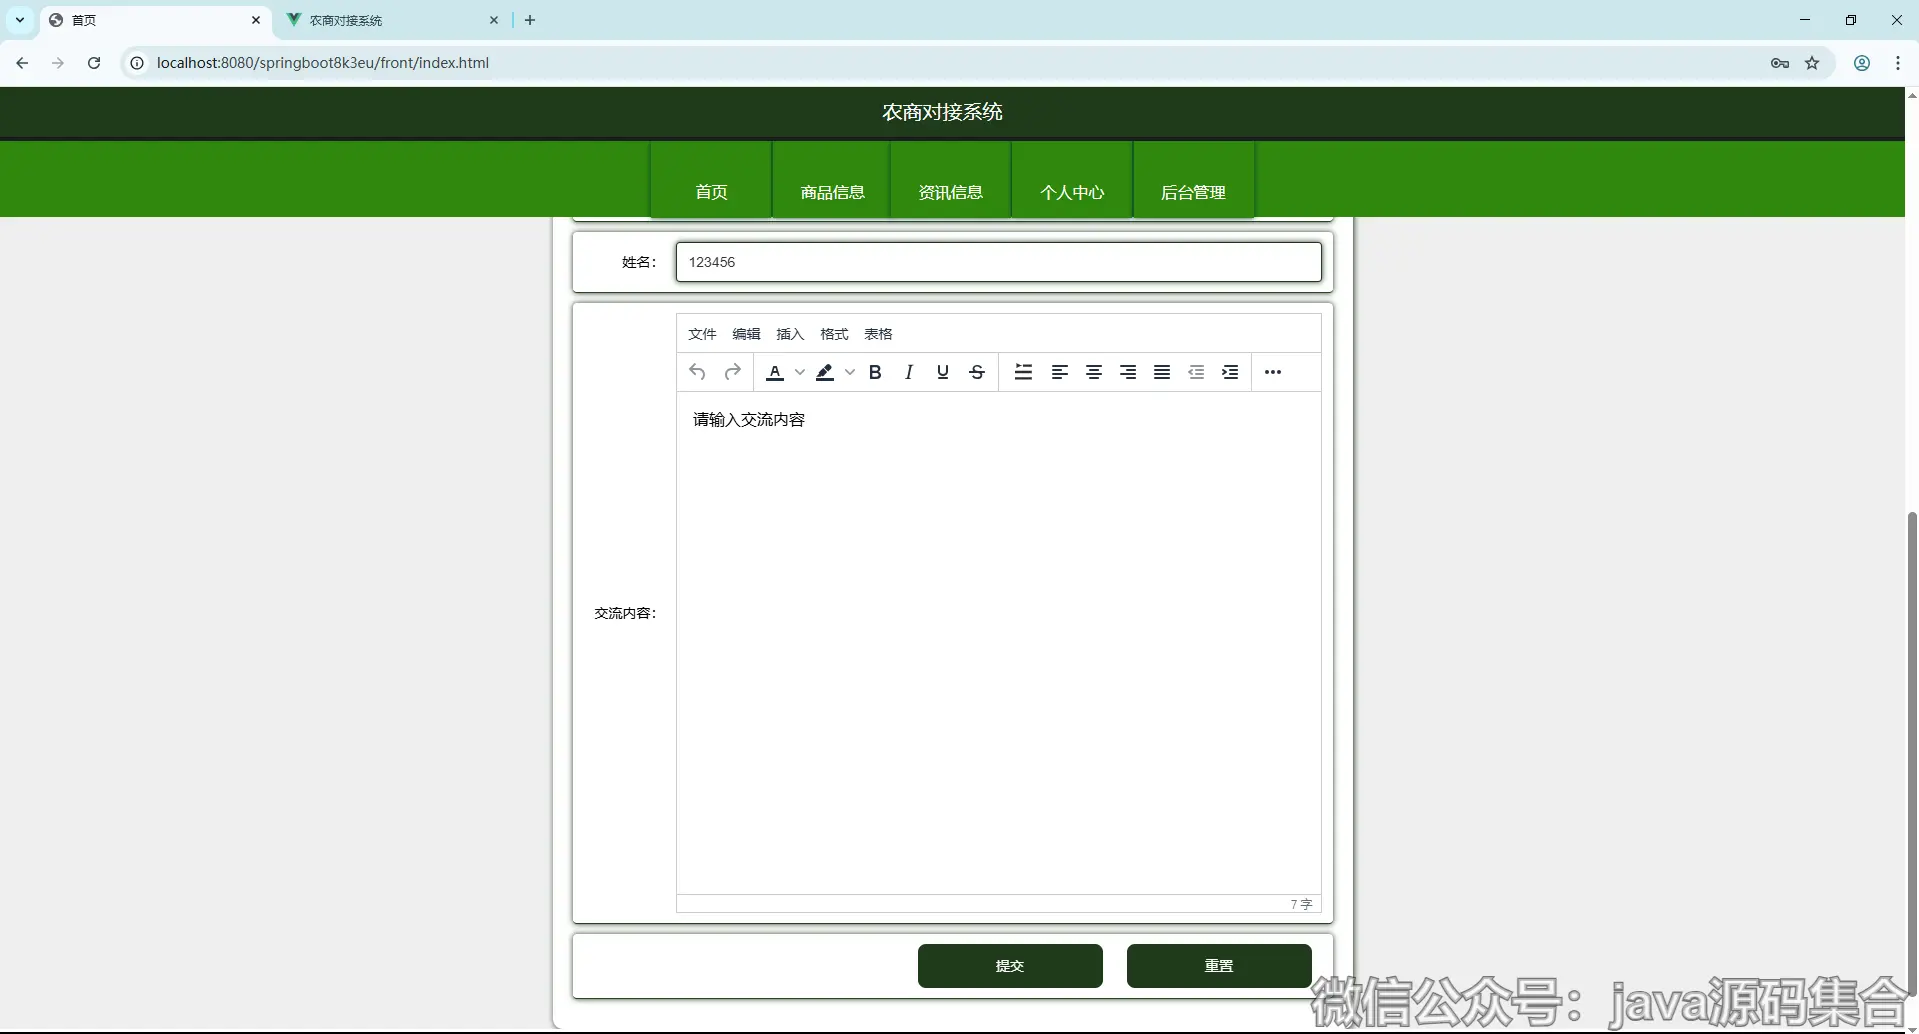 首页
农商对接系统
localhost:8080/springboot8k3eu/front/index.html
农商对接系统
首页 商品信息 资讯信息 个人中心 后台管理
姓名： 123456
文件 编辑 插入 格式 表格
请输入交流内容
交流内容：
7 字
提交 重置
微信公众号：java源码集合